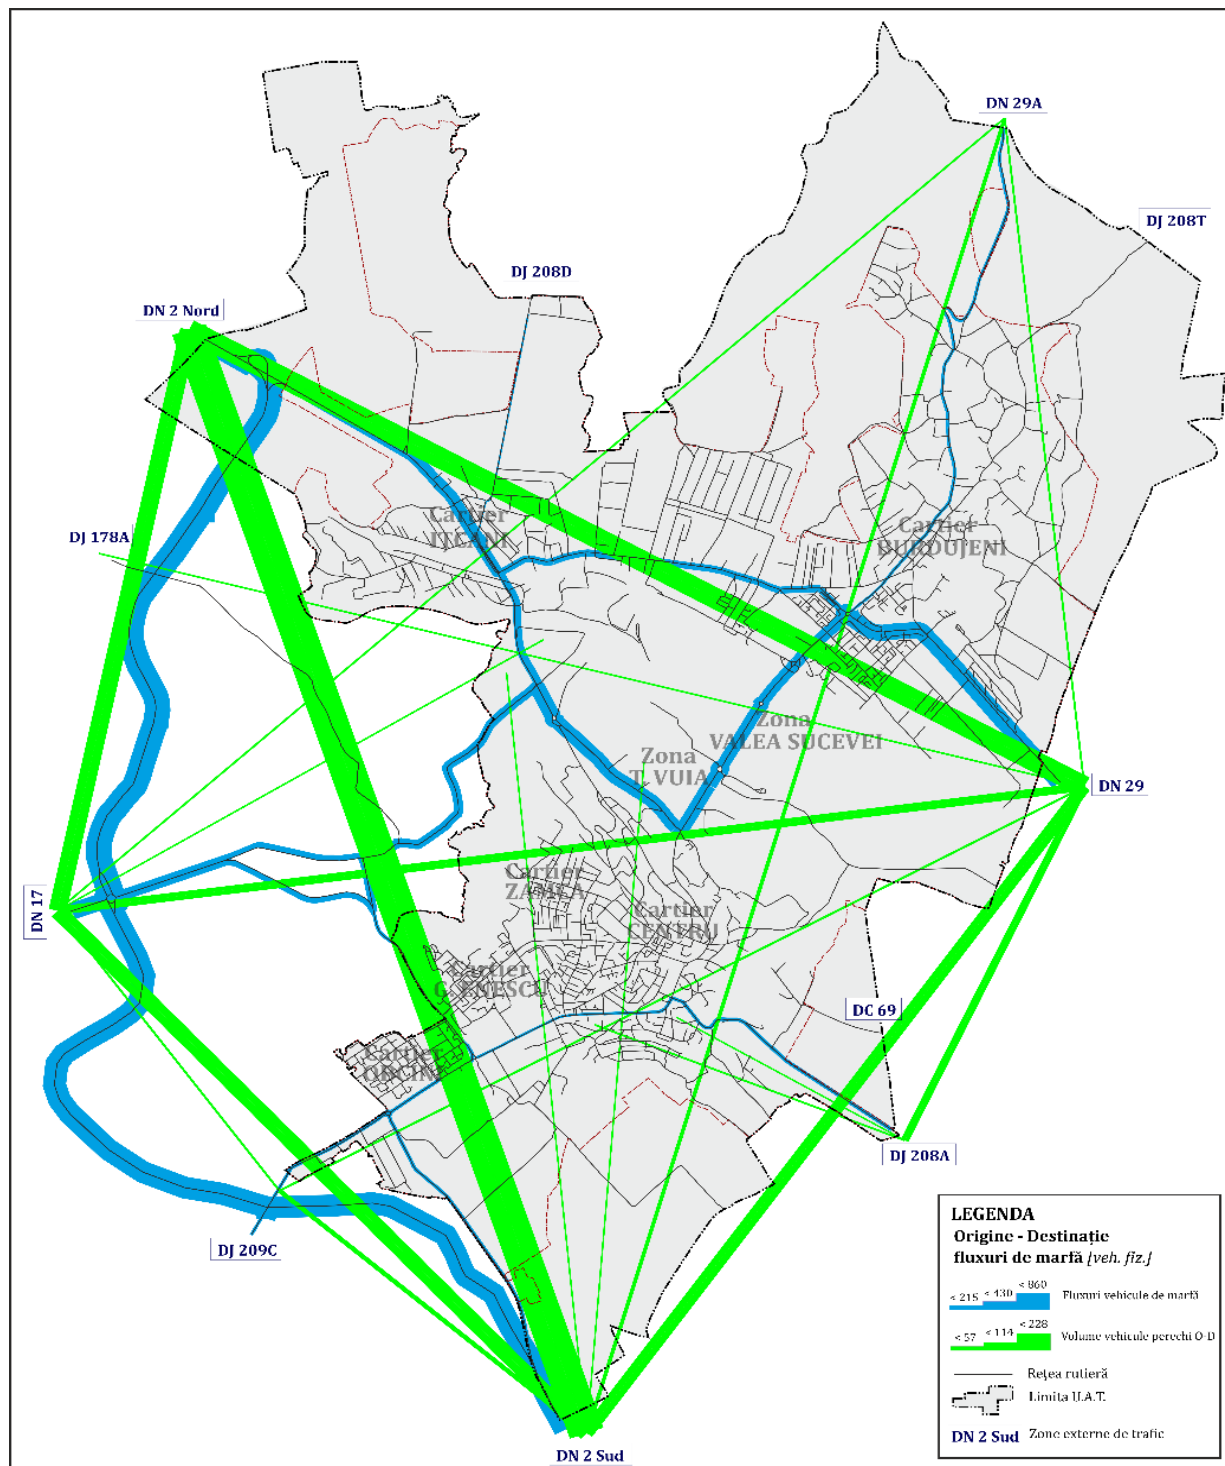 DN 29A
DJ 208T
DJ 208D
DN 2 Nord
Cartier
IȚCANI
Cartier
BURDUJENI
DJ 178A
Zona
VALEA SUCEVEI
Zona
T. VUIA
DN 29
Cartier
ZAMCA
DN 17
Cartier
CENTRU
Cartier
G. ENESCU
DC 69
Cartier
OBCINI
DJ 208A
DJ 209C
LEGENDA
Origine - Destinație
fluxuri de marfă [veh. fiz.]
< 215 < 430 < 860
Fluxuri vehicule de marfă
< 57 < 114 < 228
Volume vehicule perechi O-D
Rețea rutieră
Limita U.A.T.
DN 2 Sud Zone externe de trafic
DN 2 Sud